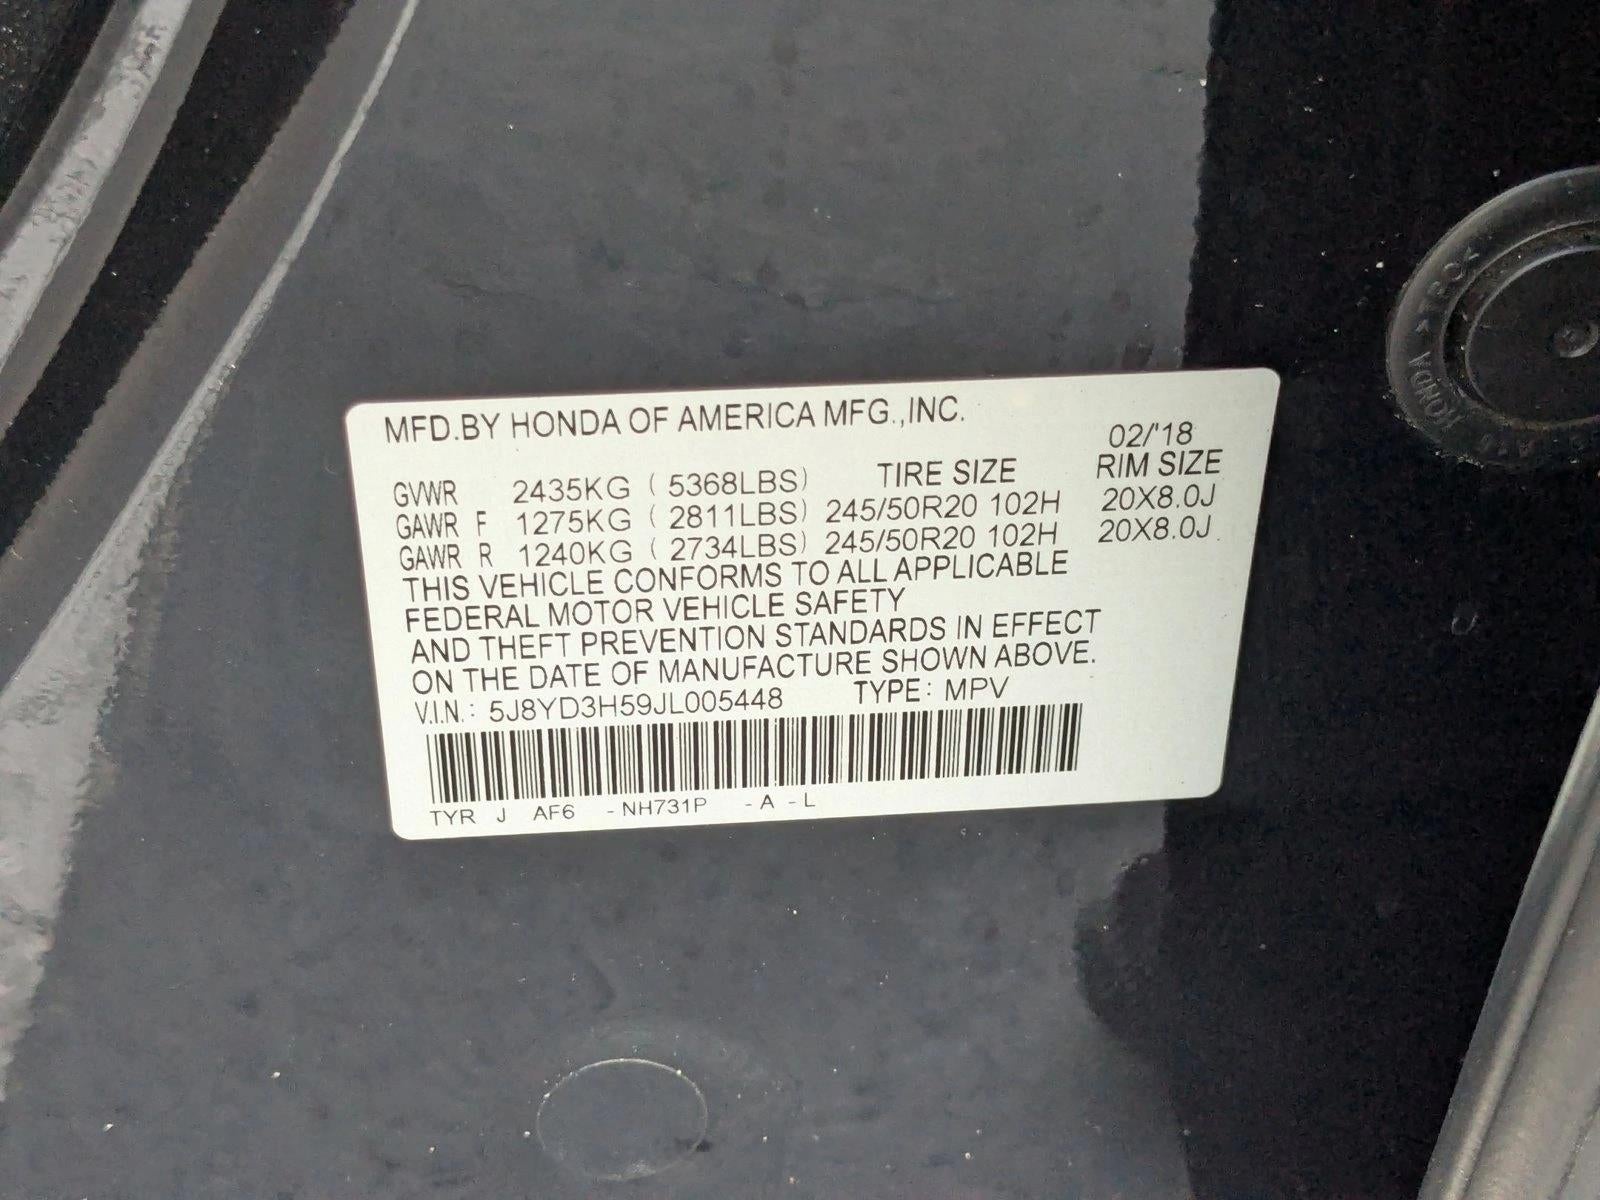 MFD.BY HONDA OF AMERICA MFG.,INC.
02/'18
TIRE SIZE RIM SIZE
GVWR 2435KG ( 5368LBS)
GAWR F 1275KG ( 2811LBS) 245/50R20 102H 20X8.0J
GAWR R 1240KG ( 2734LBS) 245/50R20 102H 20X8.0J
THIS VEHICLE CONFORMS TO ALL APPLICABLE
FEDERAL MOTOR VEHICLE SAFETY
AND THEFT PREVENTION STANDARDS IN EFFECT
ON THE DATE OF MANUFACTURE SHOWN ABOVE.
V.I.N.: 5J8YD3H59JL005448 TYPE: MPV
TYR J AF6 -NH731P -A -L
HONDA